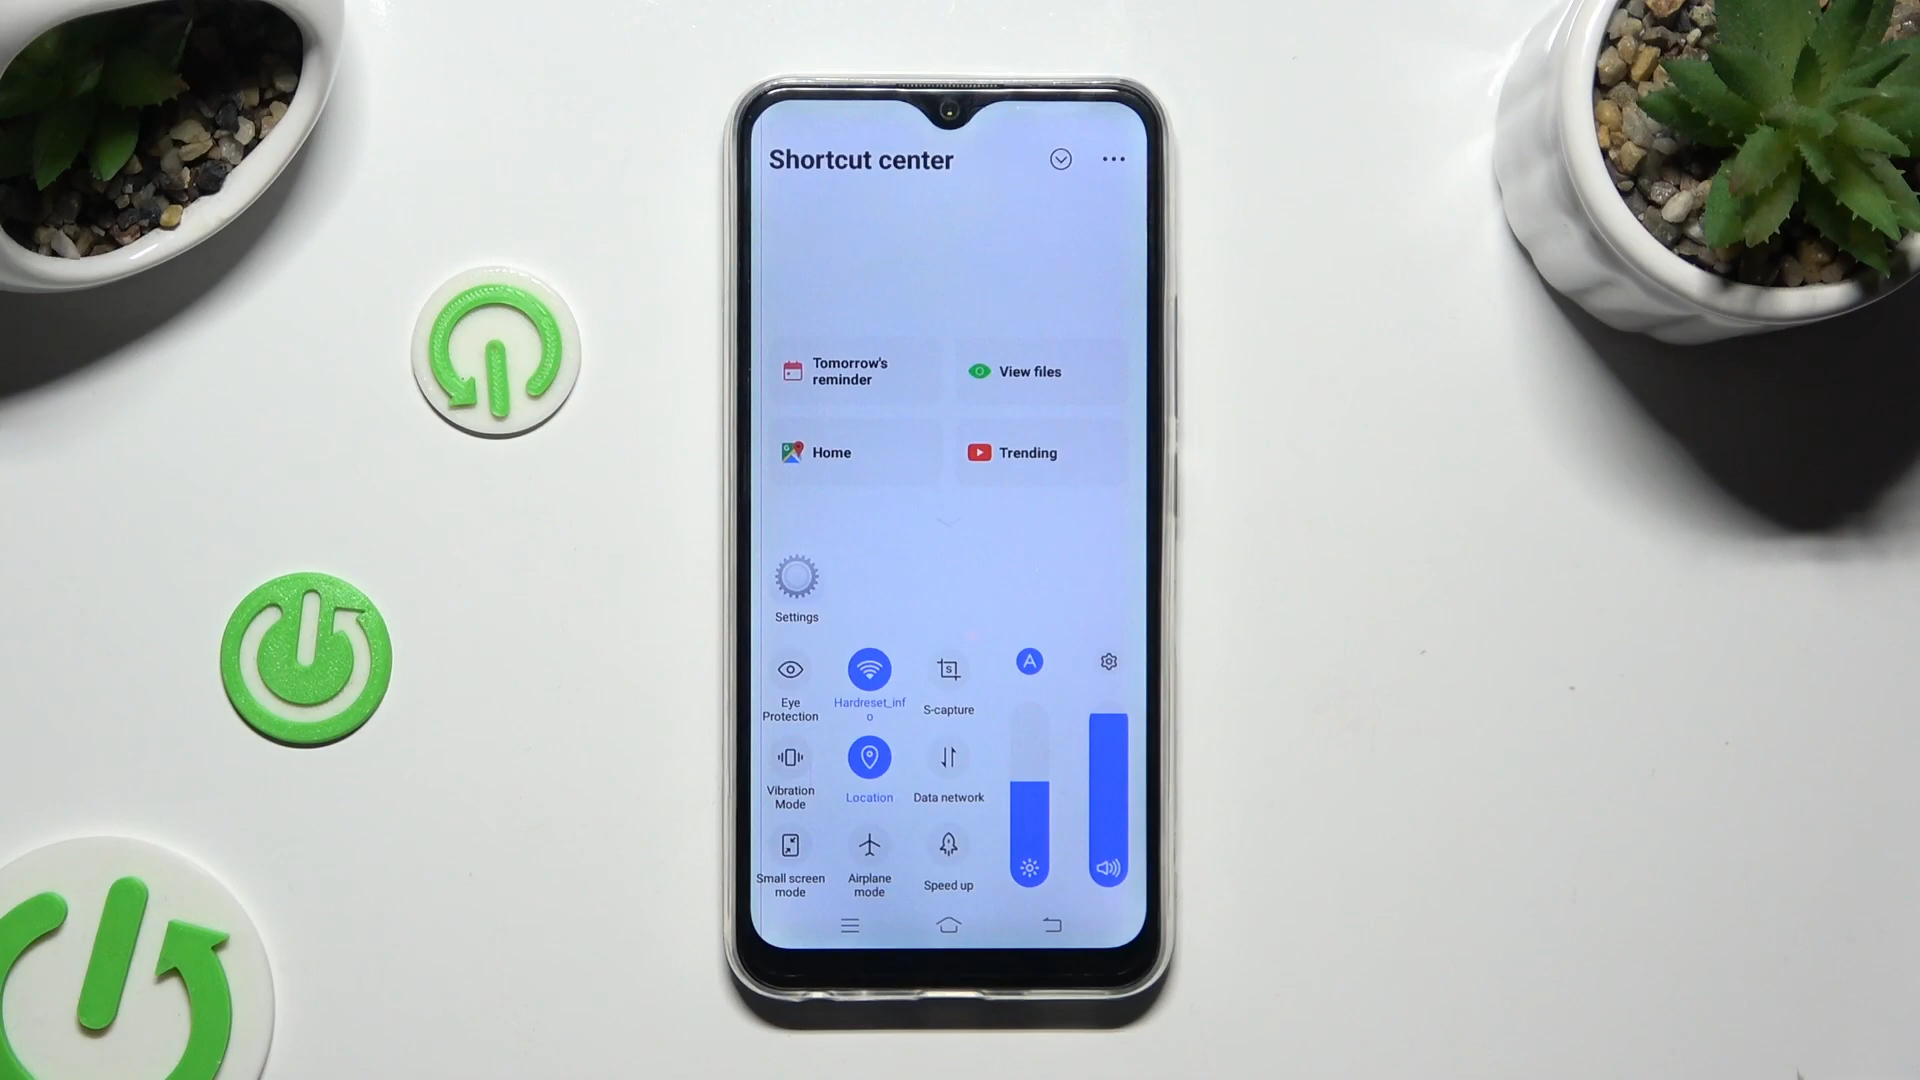 Shortcut center
Tomorrow's
reminder
View files
Home
Trending
Settings
Eye
Protection
Hardreset_inf
o
S-capture
A
Vibration
Mode
Location
Data network
Small screen
mode
Airplane
mode
Speed up